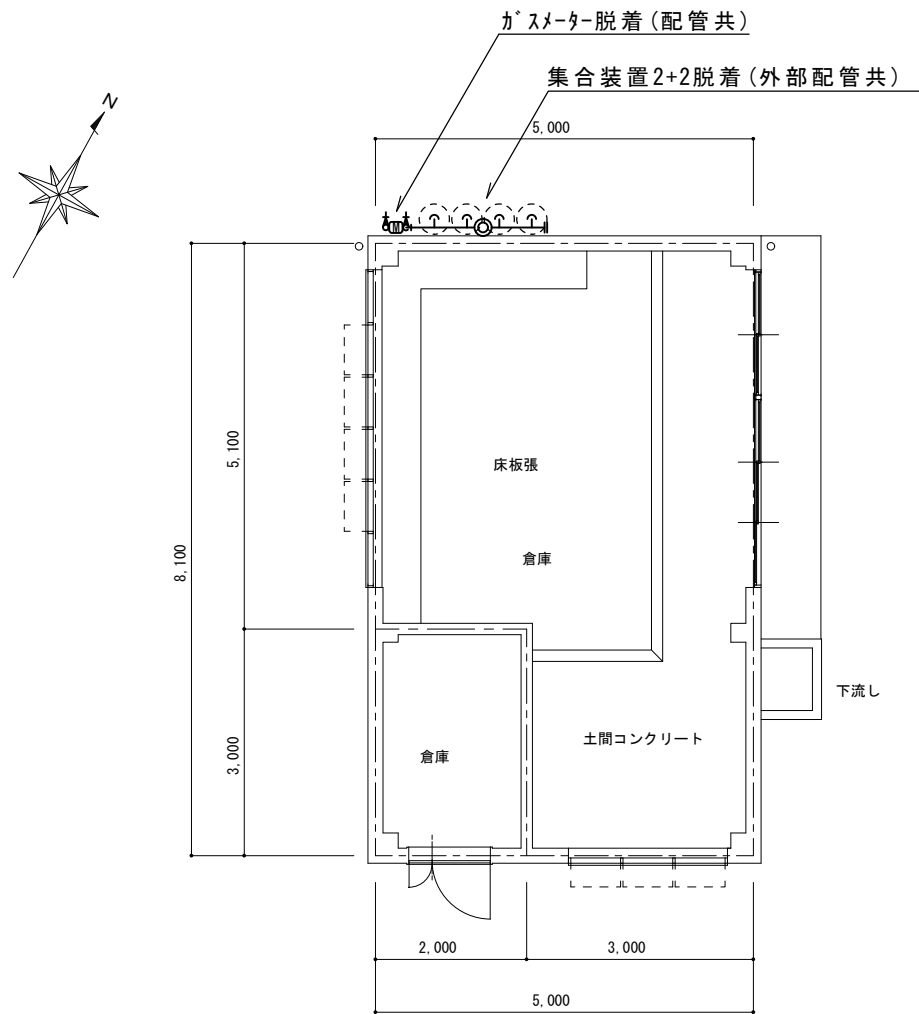 ｶﾞｽﾒｰﾀｰ脱着(配管共)
集合装置2+2脱着(外部配管共)
N
5,000
M
床板張
5,100
倉庫
8,100
下流し
土間コンクリート
3,000
倉庫
2,000
3,000
5,000